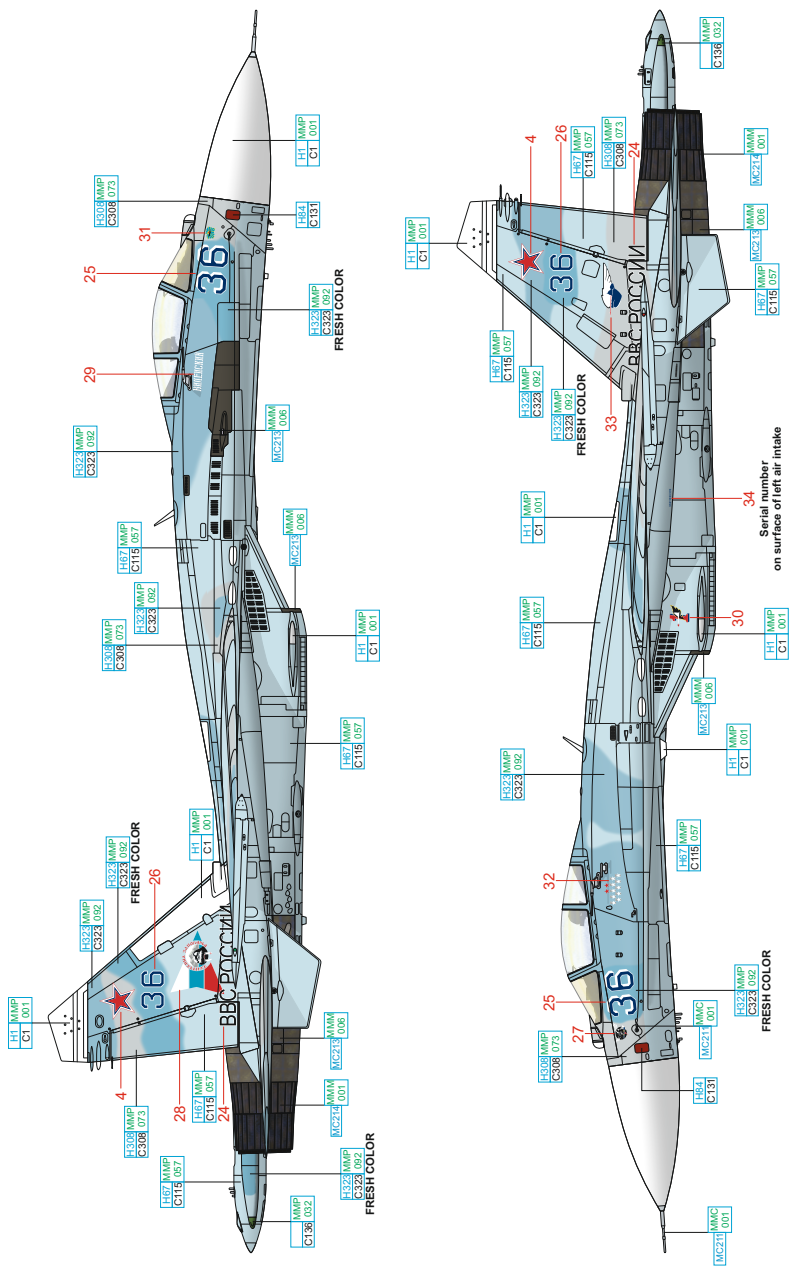 H1 MMP
C1 001
H308 MMP
C308 073
H84
C131
31
25
36
H323 MMP
C323 092
FRESH COLOR
29
MC213 MMM
006
H323 MMP
C323 092
H67 MMP
C115 057
MC213 MMM
006
H323 MMP
C323 092
H308 MMP
C308 073
H1 MMP
C1 001
H67 MMP
C115 057
H1 MMP
C1 001
H323 MMP
C323 092
FRESH COLOR
26
H323 MMP
C323 092
36
ВВС РОССИИ
H1 MMP
C1 001
4
28
24
H308 MMP
C308 073
H67 MMP
C115 057
MC213 MMM
006
MC214 MMM
001
H67 MMP
C115 057
H323 MMP
C323 092
FRESH COLOR
MMP
C136 032
MMP
C136 032
4
26
H67 MMP
C115 057
H308 MMP
C308 073
24
MC214 MMM
001
MC213 MMM
006
H67 MMP
C115 057
H1 MMP
C1 001
36
ВВС РОССИИ
H67 MMP
C115 057
H323 MMP
C323 092
H323 MMP
C323 092
FRESH COLOR
33
34
Serial number
on surface of left air intake
H1 MMP
C1 001
H67 MMP
C115 057
30
H1 MMP
C1 001
MC213 MMM
006
H1 MMP
C1 001
H323 MMP
C323 092
H67 MMP
C115 057
32
25
36
27
H323 MMP
C323 092
FRESH COLOR
MC211 MMC
001
H308 MMP
C308 073
H84
C131
MC211 MMC
001